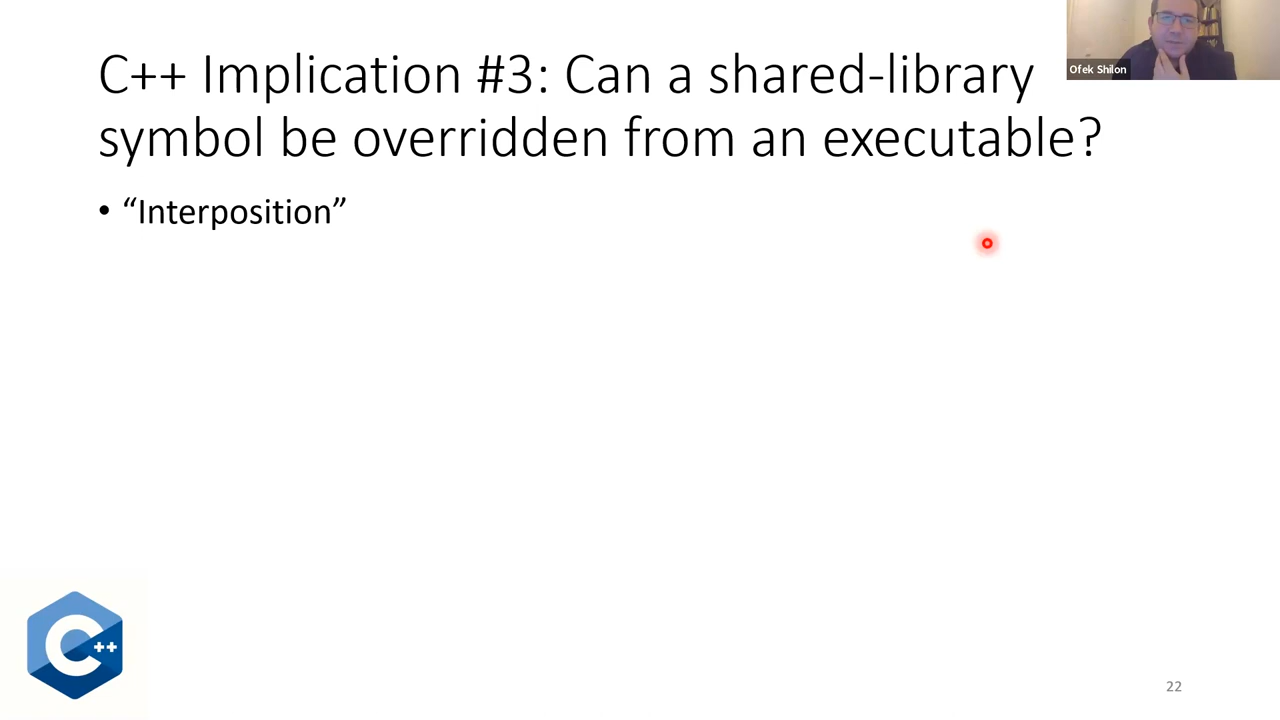 C++ Implication #3: Can a shared-library
symbol be overridden from an executable?
• “Interposition”
Ofek Shilon
C++
22